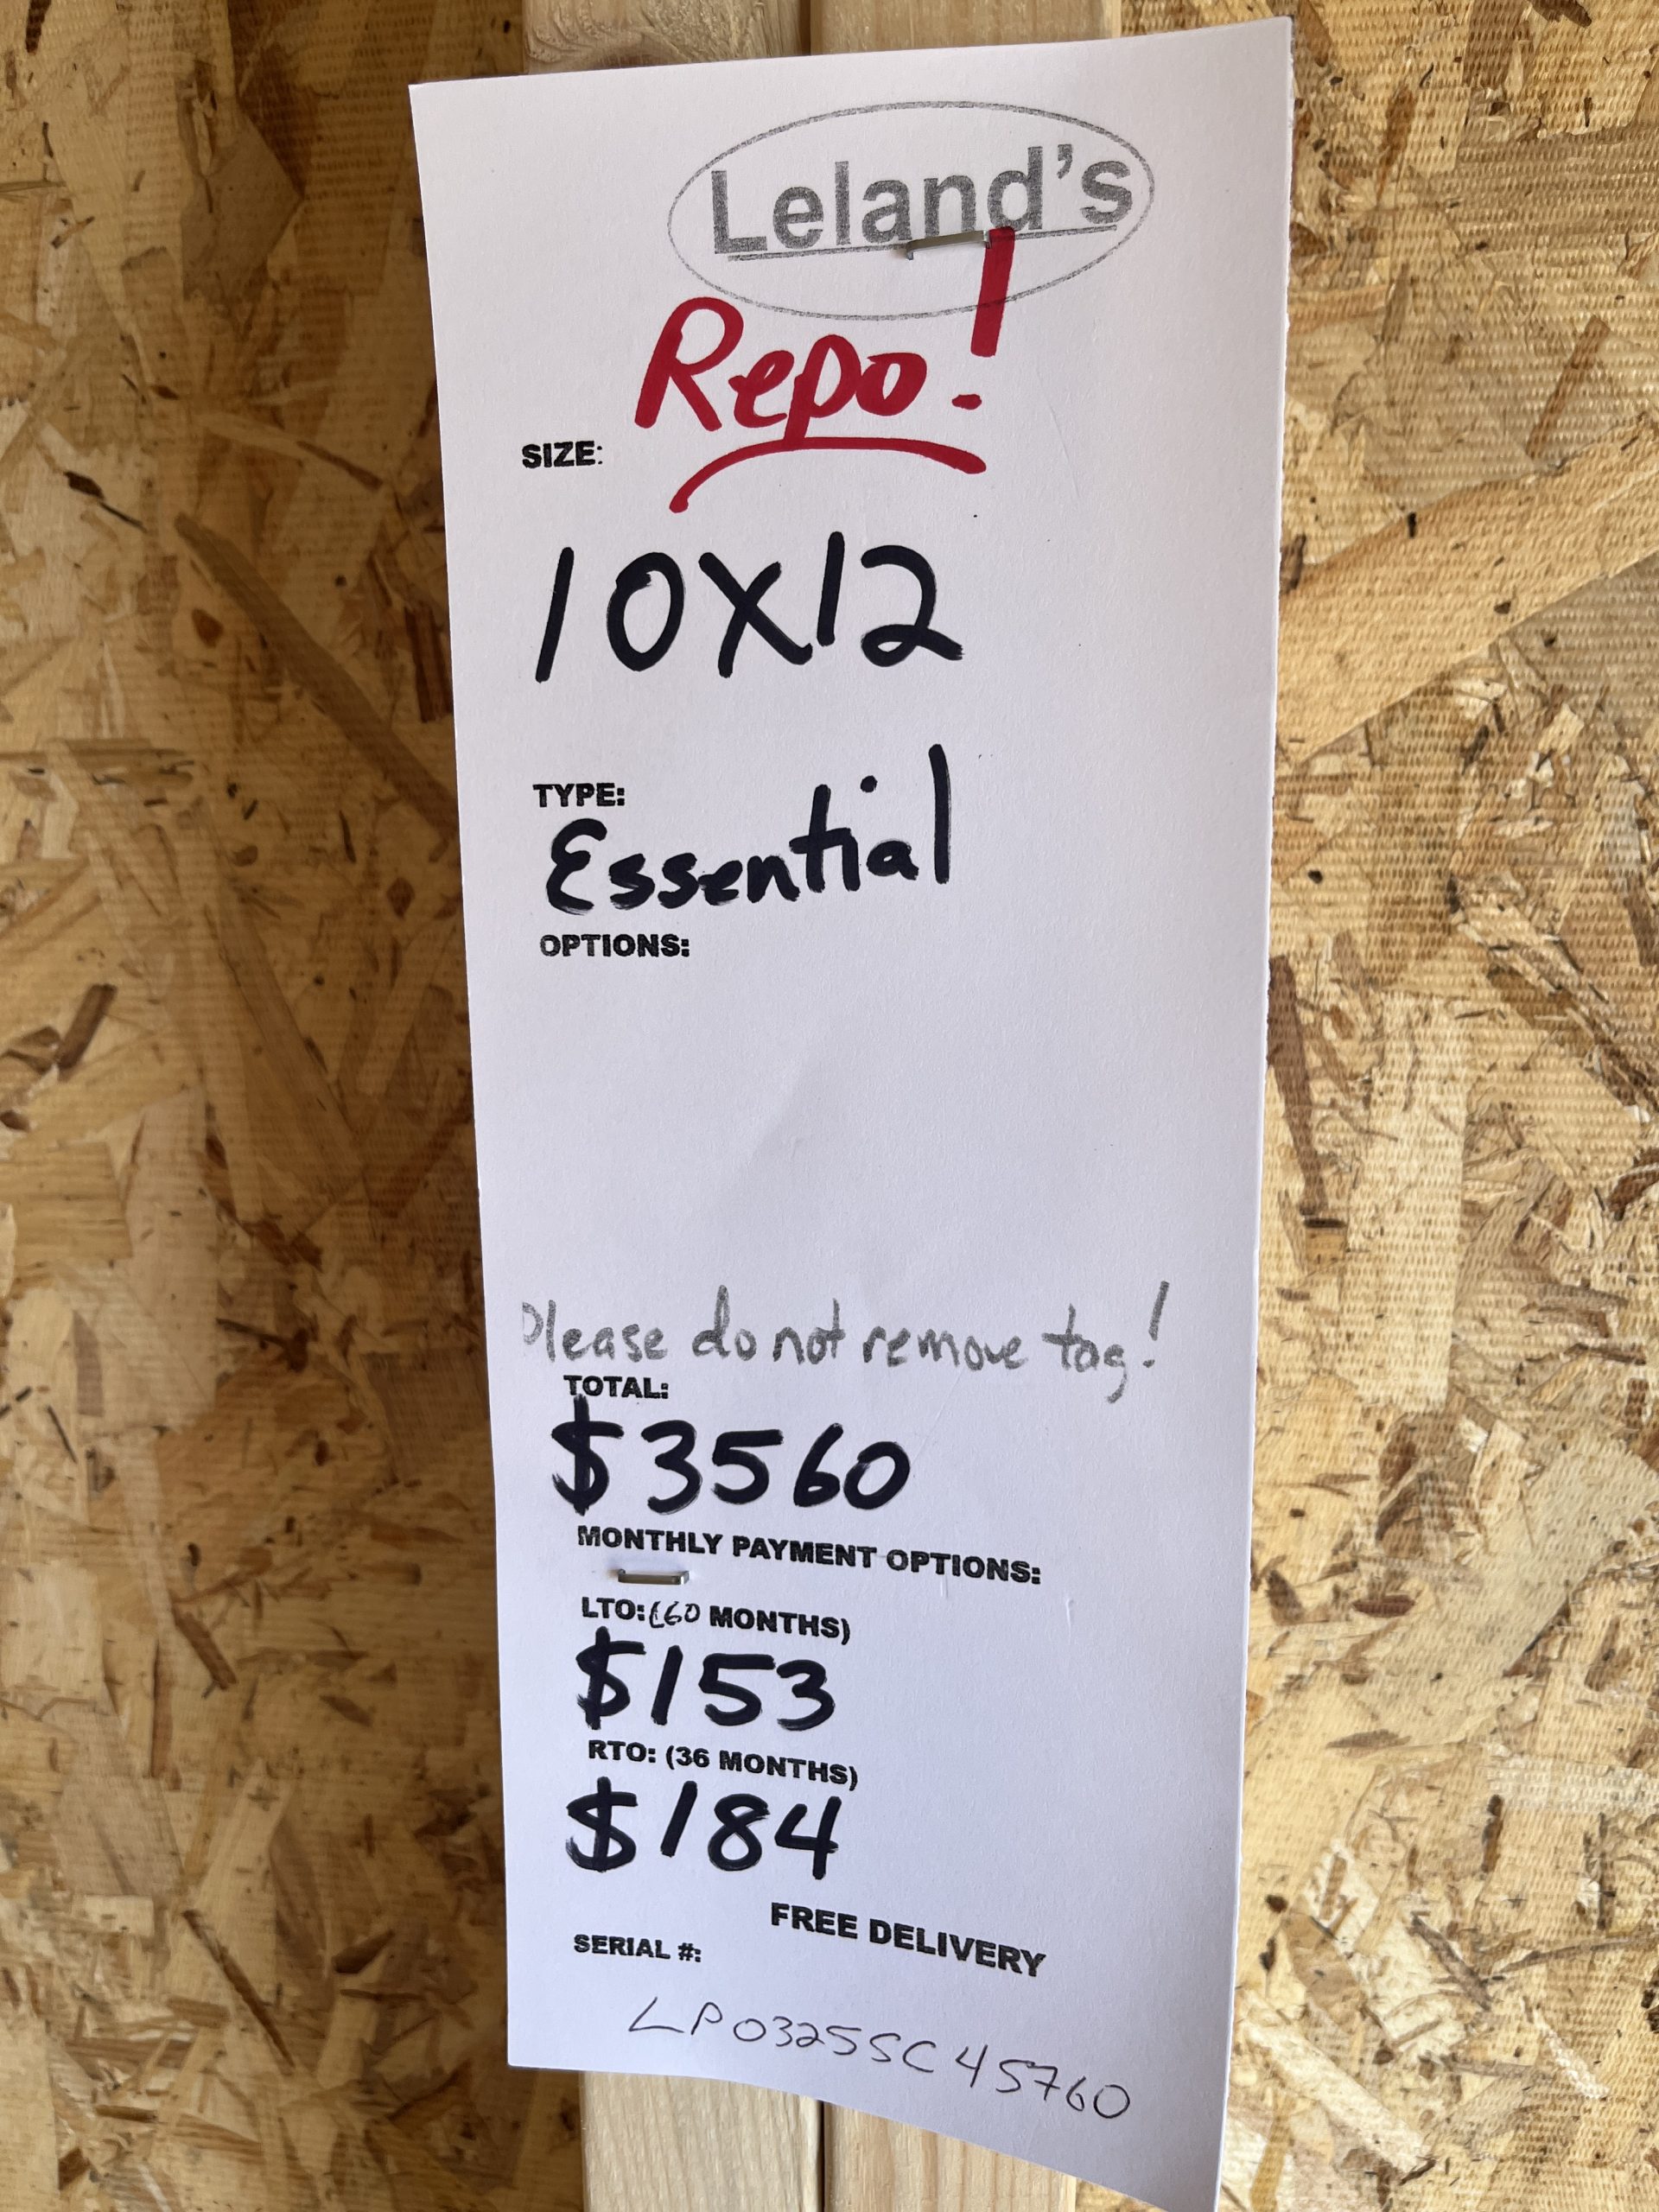 Leland's
Repo!
SIZE:
10X12
TYPE:
Essential
OPTIONS:
Please do not remove tag!
TOTAL:
$3560
MONTHLY PAYMENT OPTIONS:
LTO: (60 MONTHS)
$153
RTO: (36 MONTHS)
$184
FREE DELIVERY
SERIAL #:
LP0325SC45760